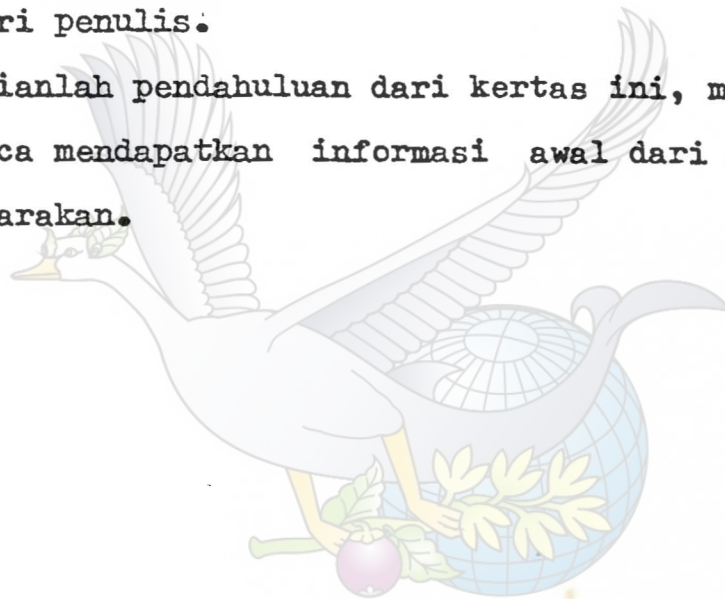 ri penulis.
ianlah pendahuluan dari kertas ini, m
ca mendapatkan informasi awal dari
arakan.